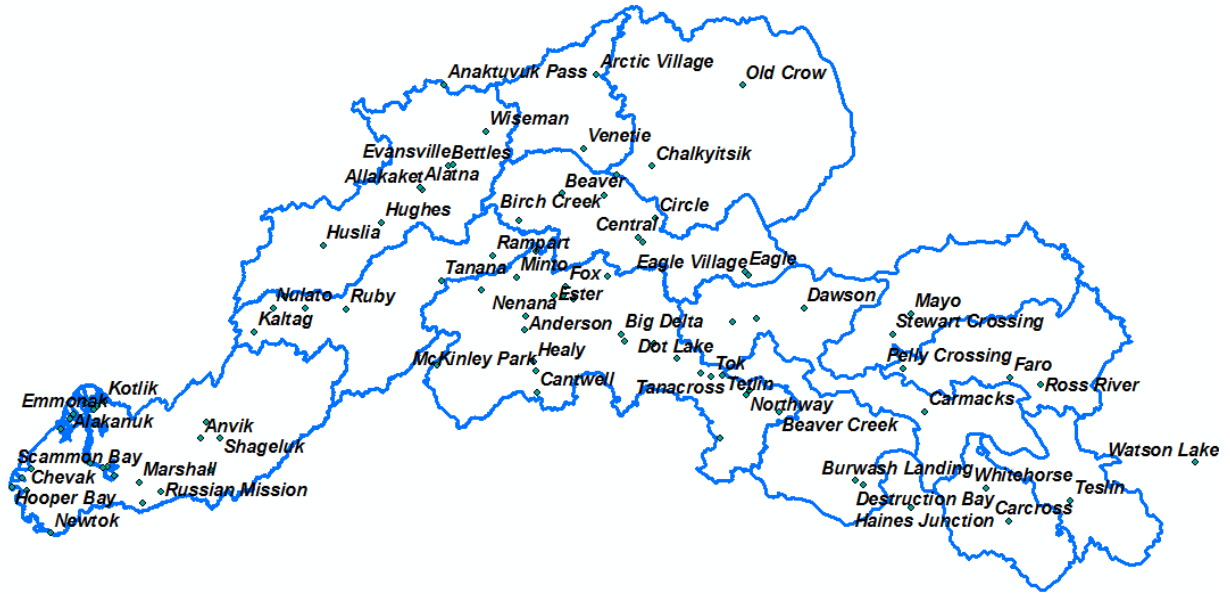 Arctic Village
Anaktuvuk Pass
Old Crow
Wiseman
Venetie
Evansville
Bettles
Chalkyitsik
Allakaket
Alatna
Beaver
Birch Creek
Hughes
Circle
Central
Huslia
Rampart
Minto
Eagle Village
Eagle
Tanana
Fox
Nulato
Ruby
Nenana
Ester
Dawson
Mayo
Kaltag
Anderson
Big Delta
Stewart Crossing
Dot Lake
Healy
Pelly Crossing
McKinley Park
Tok
Faro
Cantwell
Tanacross
Tetlin
Ross River
Kotlik
Northway
Carmacks
Emmonak
Alakanuk
Beaver Creek
Anvik
Shageluk
Watson Lake
Scammon Bay
Marshall
Burwash Landing
Whitehorse
Chevak
Russian Mission
Teslin
Hooper Bay
Destruction Bay
Carcross
Newtok
Haines Junction